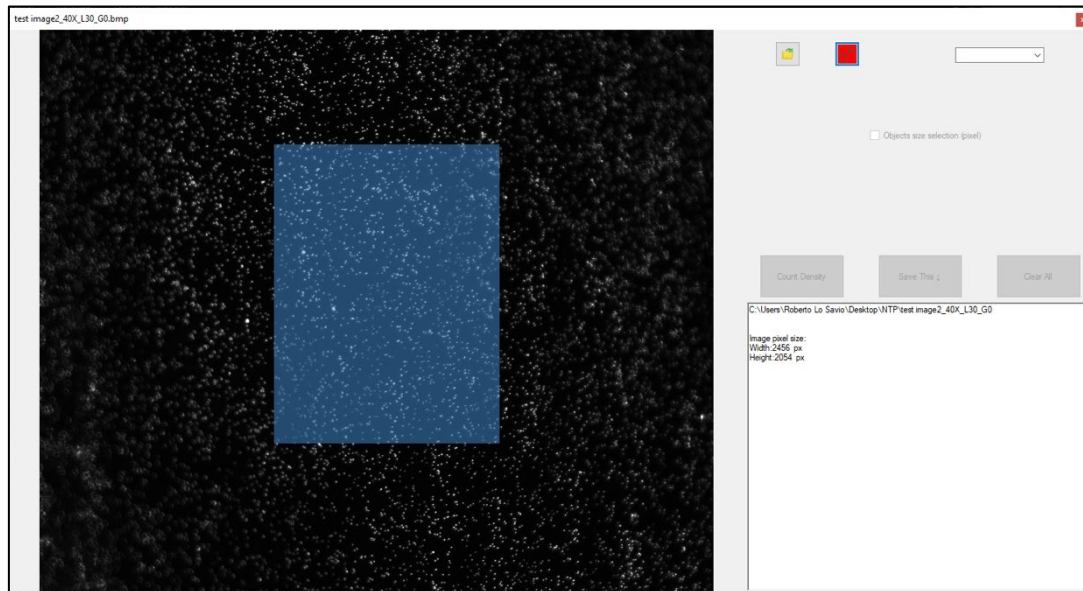 test image2_40X_L30_G0.bmp
Objects size selection (pixel)
Count Density
Save This ↓
Clear All
C:\Users\Roberto Lo Savio\Desktop\NTP\test image2_40X_L30_G0
Image pixel size:
Width:2456 px
Height:2054 px